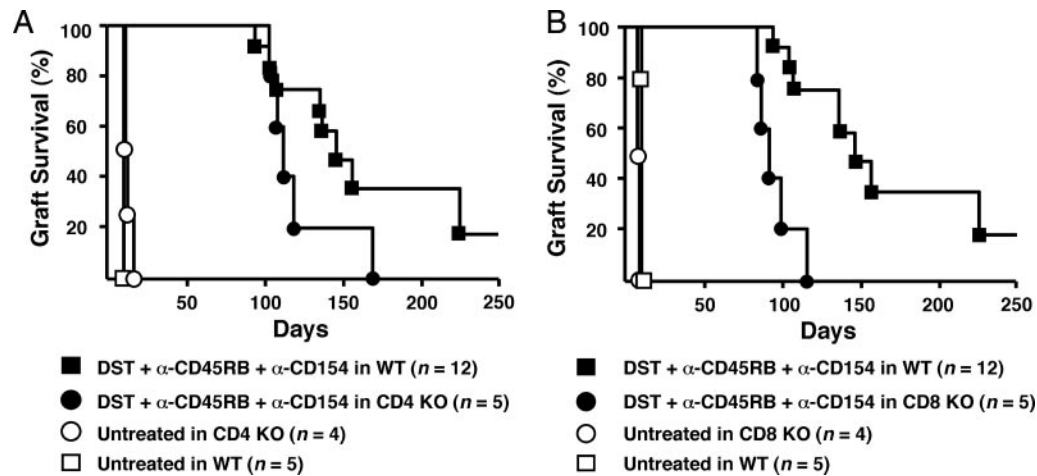 A
Graft Survival (%)
100
80
60
40
20
50 100 150 200 250
Days
■ DST + α-CD45RB + α-CD154 in WT (n = 12)
● DST + α-CD45RB + α-CD154 in CD4 KO (n = 5)
○ Untreated in CD4 KO (n = 4)
□ Untreated in WT (n = 5)
B
Graft Survival (%)
100
80
60
40
20
50 100 150 200 250
Days
■ DST + α-CD45RB + α-CD154 in WT (n = 12)
● DST + α-CD45RB + α-CD154 in CD8 KO (n = 5)
○ Untreated in CD8 KO (n = 4)
□ Untreated in WT (n = 5)